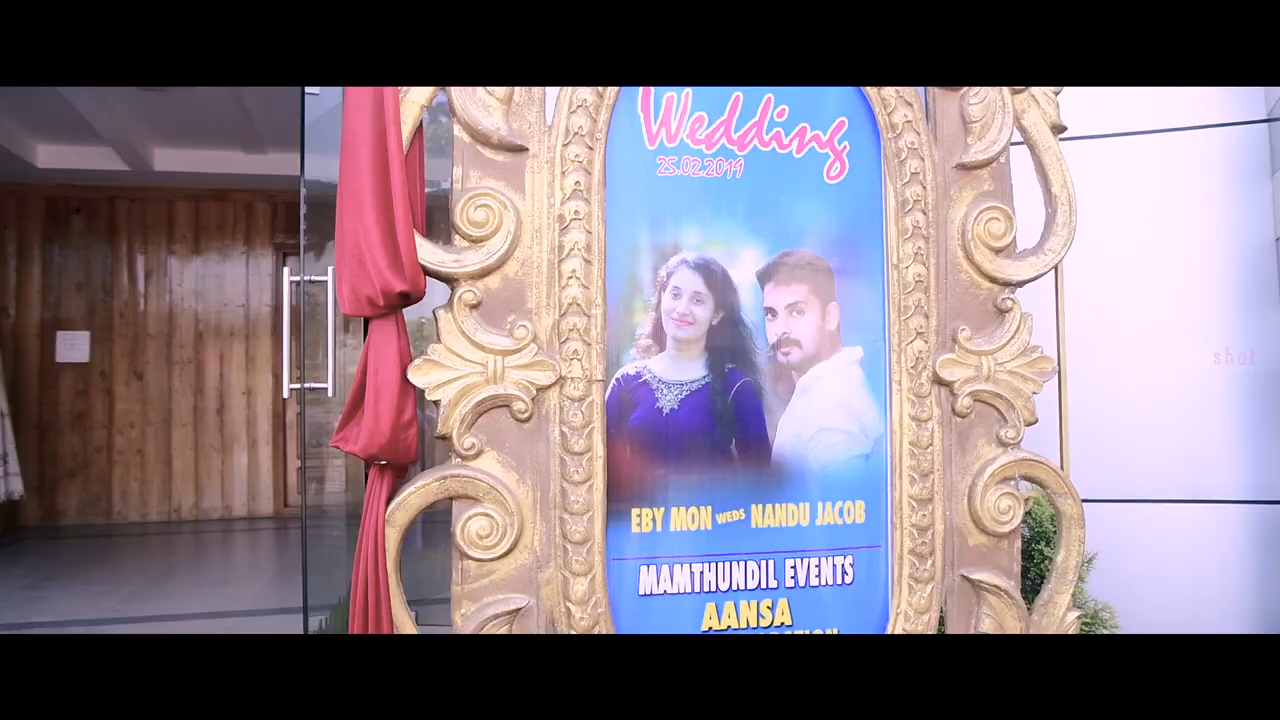 Wedding
25.02.2019
EBY MON WEDS NANDU JACOB
MAMTHUNDIL EVENTS
AANSA
shot